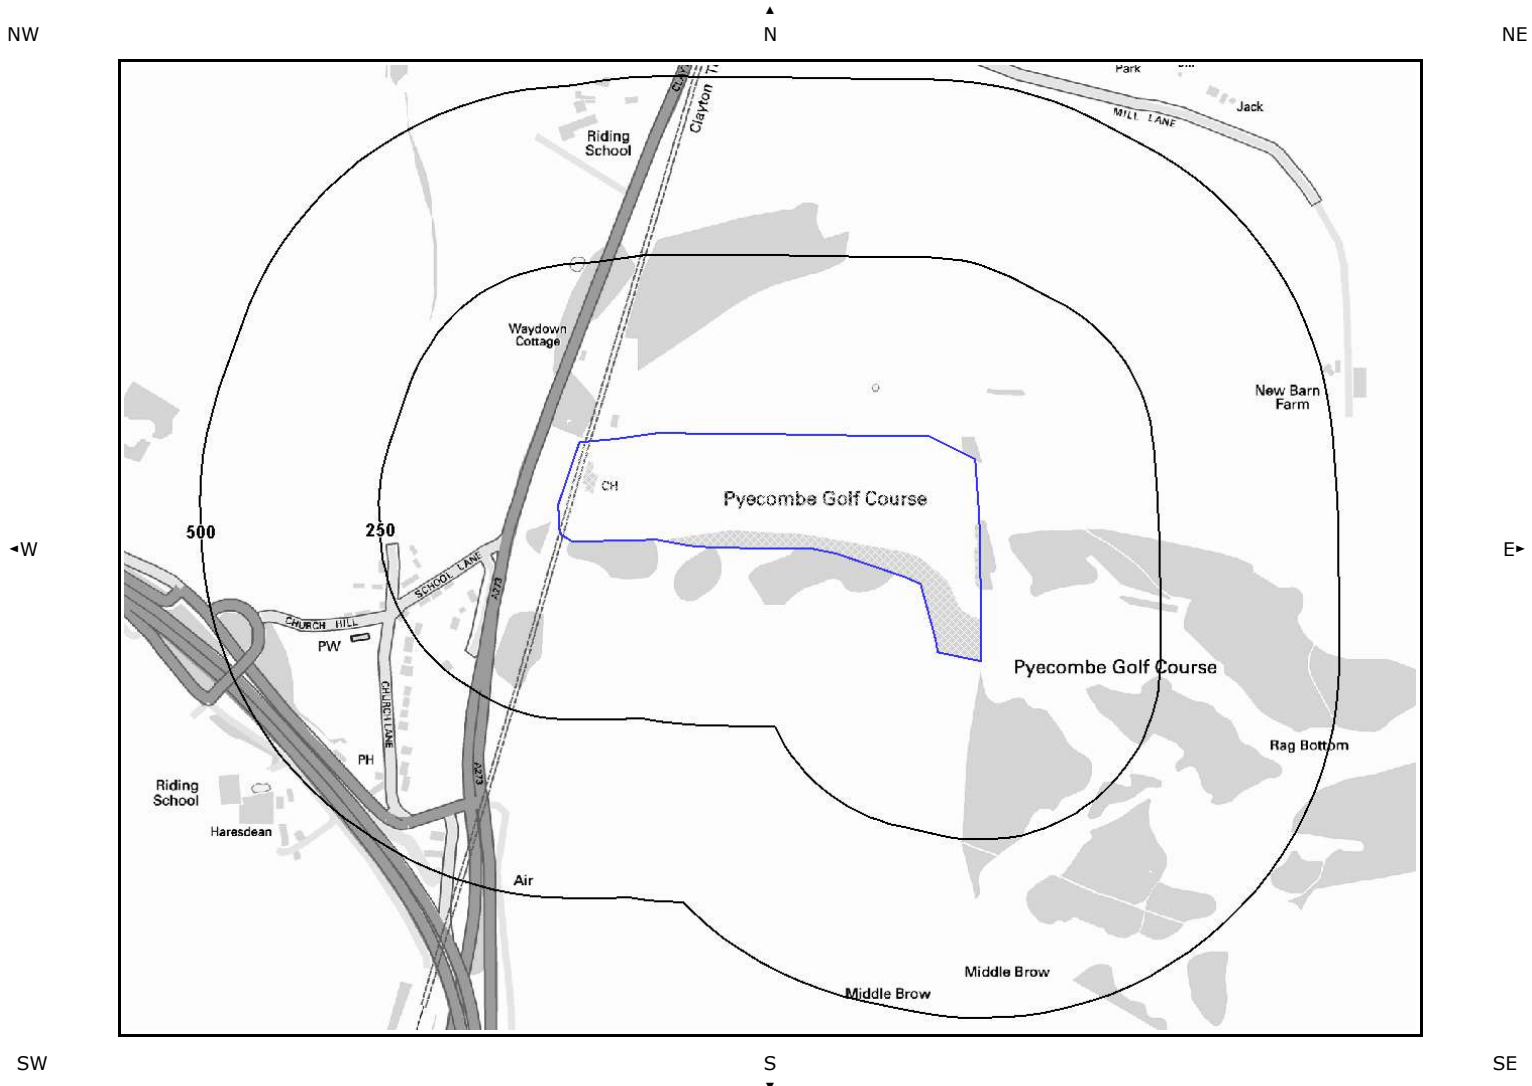 NW
N
NE
CLAY
Clayton
Park
Jack
MILL LANE
Riding
School
Waydown
Cottage
New Barn
Farm
CH
Pyecombe Golf Course
500
250
W
E
SCHOOL LANE
A273
CHURCH HILL
PW
Pyecombe Golf Course
CHURCH LANE
Rag Bottom
PH
A273
Riding
School
Haresdean
Air
Middle Brow
Middle Brow
SW
S
SE